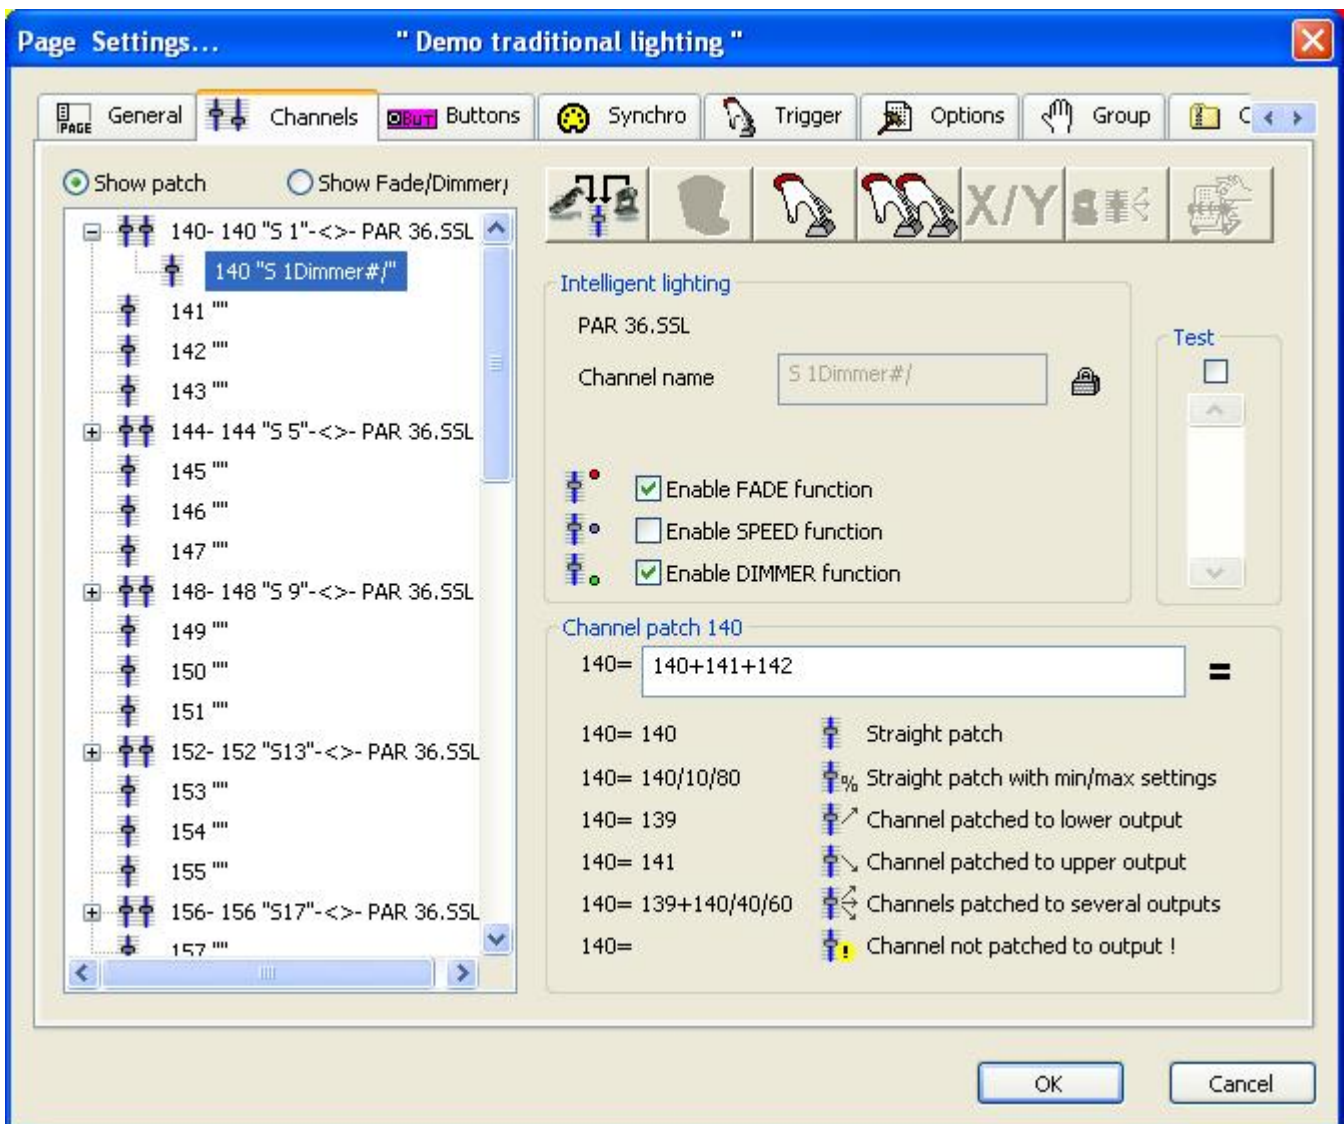 Page Settings... " Demo traditional lighting "
PAGE General Channels OBUT Buttons Synchro Trigger Options Group C
Show patch Show Fade/Dimmer/
140- 140 "S 1"-<>- PAR 36.SSL
140 "S 1Dimmer#/"
141 ""
142 ""
143 ""
144- 144 "S 5"-<>- PAR 36.SSL
145 ""
146 ""
147 ""
148- 148 "S 9"-<>- PAR 36.SSL
149 ""
150 ""
151 ""
152- 152 "S13"-<>- PAR 36.SSL
153 ""
154 ""
155 ""
156- 156 "S17"-<>- PAR 36.SSL
157 ""
X/Y
Intelligent lighting
PAR 36.SSL
Channel name S 1Dimmer#/
Enable FADE function
Enable SPEED function
Enable DIMMER function
Test
Channel patch 140
140= 140+141+142 =
140= 140 Straight patch
140= 140/10/80 % Straight patch with min/max settings
140= 139 Channel patched to lower output
140= 141 Channel patched to upper output
140= 139+140/40/60 Channels patched to several outputs
140= ! Channel not patched to output !
OK Cancel